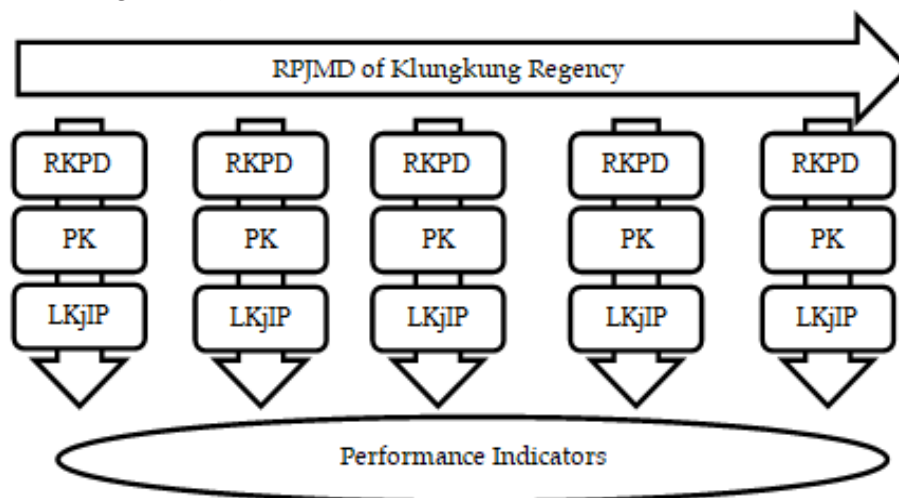 RPJMD of Klungkung Regency
RKPD RKPD RKPD RKPD RKPD
PK PK PK PK PK
LKjIP LKjIP LKjIP LKjIP LKjIP
Performance Indicators